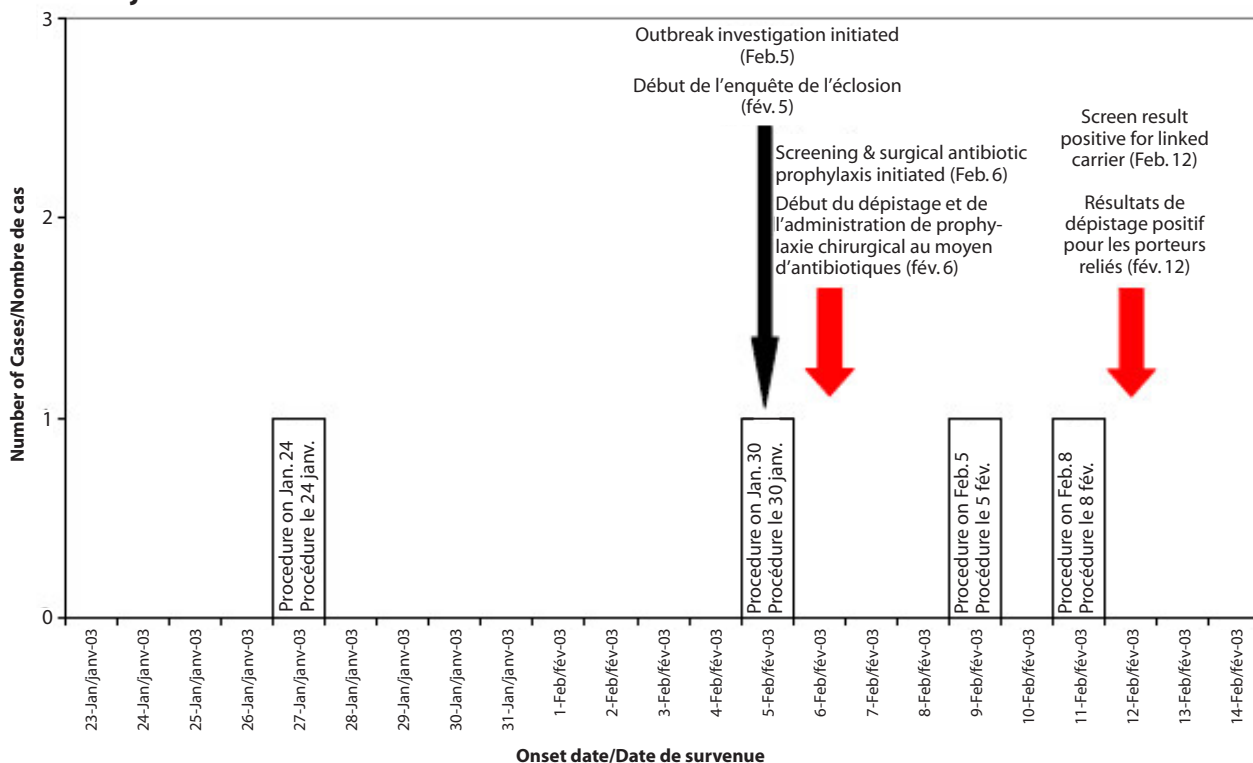 3
Outbreak investigation initiated
(Feb.5)
Début de l'enquête de l'éclosion
(fév. 5)
Screening & surgical antibiotic
prophylaxis initiated (Feb. 6)
Début du dépistage et de
l'administration de prophy-
laxie chirurgical au moyen
d'antibiotiques (fév. 6)
Screen result
positive for linked
carrier (Feb. 12)
Résultats de
dépistage positif
pour les porteurs
reliés (fév. 12)
2
1
0
Number of Cases/Nombre de cas
Procedure on Jan. 24
Procédure le 24 janv.
Procedure on Jan. 30
Procédure le 30 janv.
Procedure on Feb. 5
Procédure le 5 fév.
Procedure on Feb. 8
Procédure le 8 fév.
23-Jan/janv-03
24-Jan/janv-03
25-Jan/janv-03
26-Jan/janv-03
27-Jan/janv-03
28-Jan/janv-03
29-Jan/janv-03
30-Jan/janv-03
31-Jan/janv-03
1-Feb/fév-03
2-Feb/fév-03
3-Feb/fév-03
4-Feb/fév-03
5-Feb/fév-03
6-Feb/fév-03
7-Feb/fév-03
8-Feb/fév-03
9-Feb/fév-03
10-Feb/fév-03
11-Feb/fév-03
12-Feb/fév-03
13-Feb/fév-03
14-Feb/fév-03
Onset date/Date de survenue